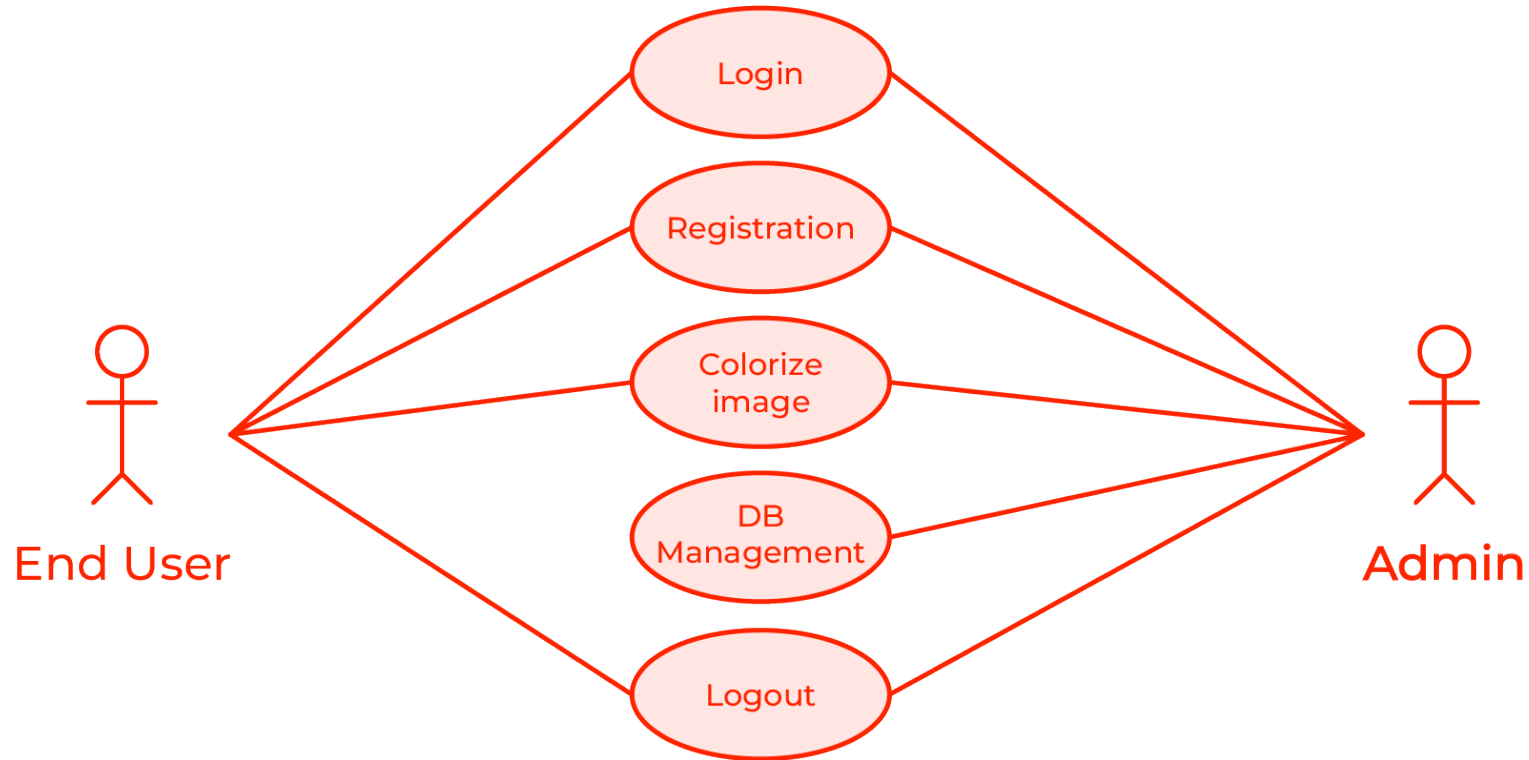 Login
Registration
Colorize
image
DB
Management
Logout
End User
Admin